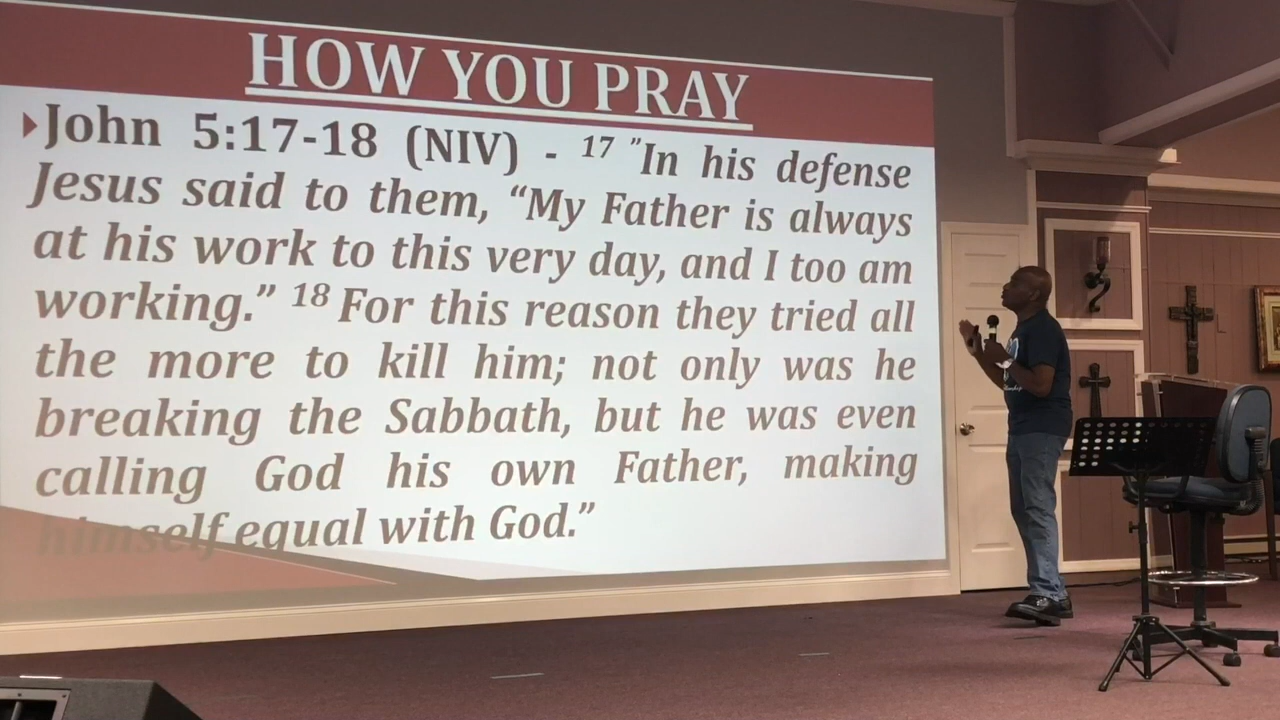 HOW YOU PRAY
John 5:17-18 (NIV) - 17 "In his defense
Jesus said to them, “My Father is always
at his work to this very day, and I too am
working.” 18 For this reason they tried all
the more to kill him; not only was he
breaking the Sabbath, but he was even
calling God his own Father, making
himself equal with God.”